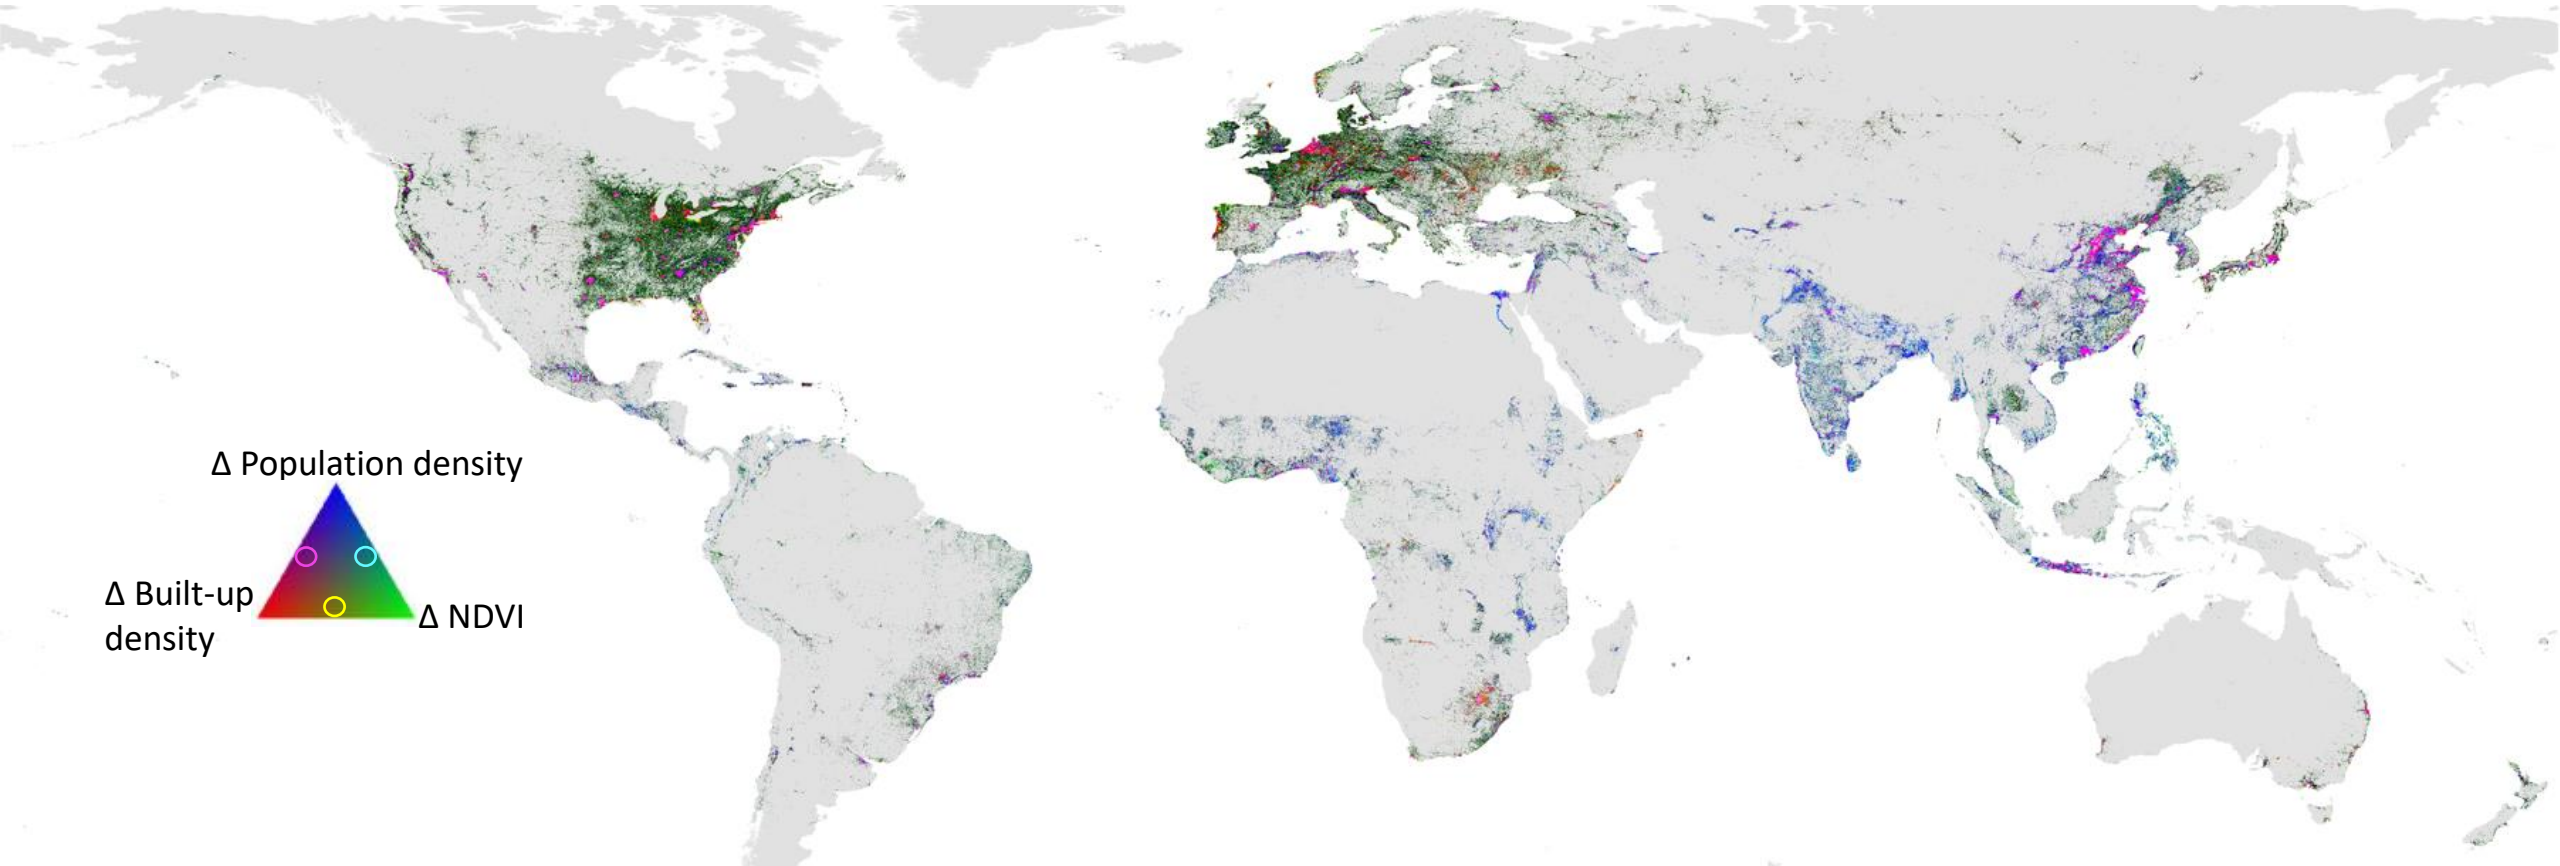 Δ Population density
Δ Built-up
density
Δ NDVI